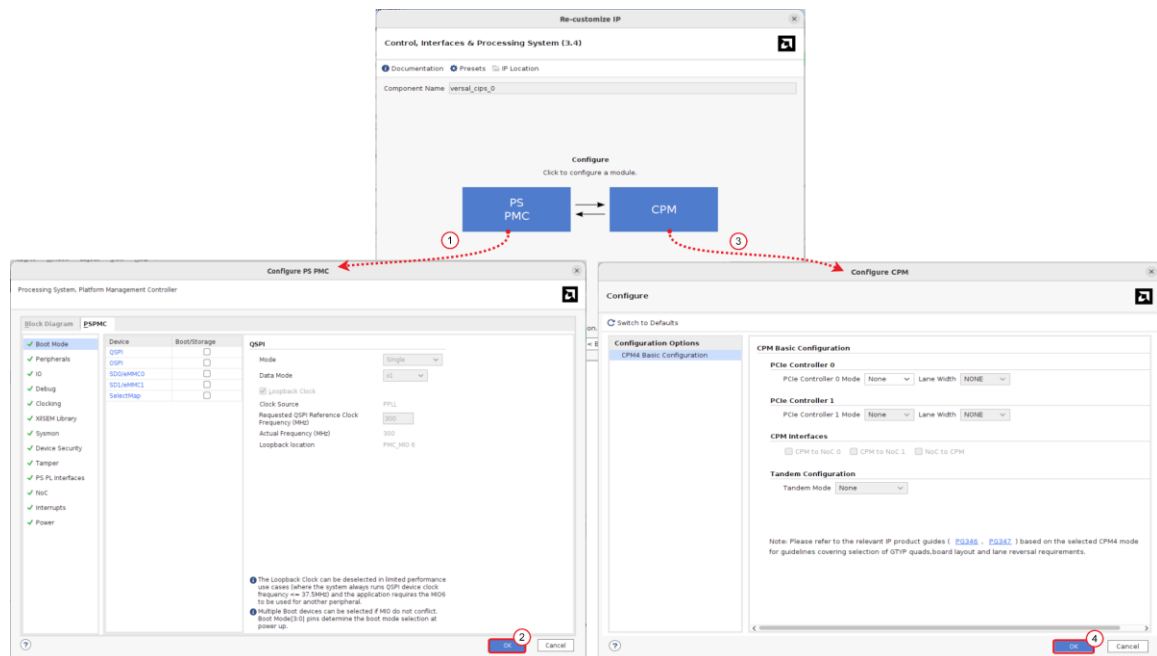 Re-customize IP
Control, Interfaces & Processing System (3.4)
Documentation Presets IP Location
Component Name versal_cips_0
Configure
Click to configure a module.
PS
PMC
CPM
1
3
Configure PS PMC
Processing System, Platform Management Controller
Block Diagram PSPMC
Boot Mode
Peripherals
IO
Debug
Clocking
XilSEM Library
Sysmon
Device Security
Tamper
PS PL Interfaces
NoC
Interrupts
Power
Device Boot/Storage
QSPI
OSPI
SD0/eMMC0
SD1/eMMC1
SelectMap
QSPI
Mode Single
Data Mode x1
Loopback Clock
Clock Source PPLL
Requested QSPI Reference Clock
Frequency (MHz) 300
Actual Frequency (MHz) 300
Loopback location PMC_MIO 6
The Loopback Clock can be deselected in limited performance
use cases (where the system always runs QSPI device clock
frequency <= 37.5MHz) and the application requires the MIO6
to be used for another peripheral.
Multiple Boot devices can be selected if MIO do not conflict.
Boot Mode[3:0] pins determine the boot mode selection at
power up.
OK
2
Cancel
on.
< B
Configure CPM
Configure
Switch to Defaults
Configuration Options
CPM4 Basic Configuration
CPM Basic Configuration
PCIe Controller 0
PCIe Controller 0 Mode None Lane Width NONE
PCIe Controller 1
PCIe Controller 1 Mode None Lane Width NONE
CPM Interfaces
CPM to NoC 0 CPM to NoC 1 NoC to CPM
Tandem Configuration
Tandem Mode None
Note: Please refer to the relevant IP product guides ( PG346 , PG347 ) based on the selected CPM4 mode
for guidelines covering selection of GTYP quads,board layout and lane reversal requirements.
OK
4
Cancel